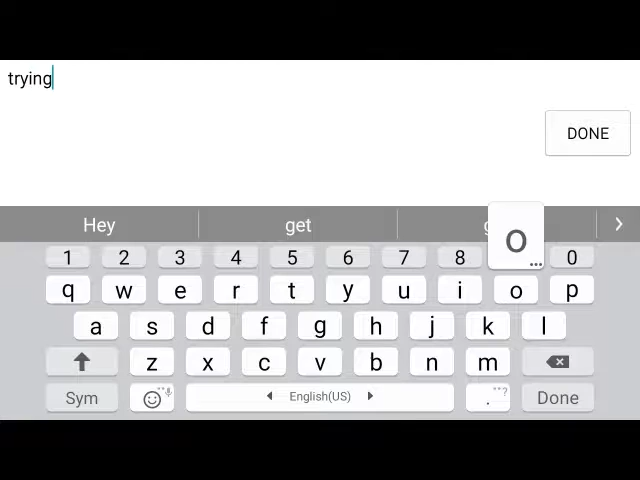 trying
DONE
Hey get
1 2 3 4 5 6 7 8 0
o
q w e r t y u i o p
a s d f g h j k l
z x c v b n m
Sym English(US) . ? Done